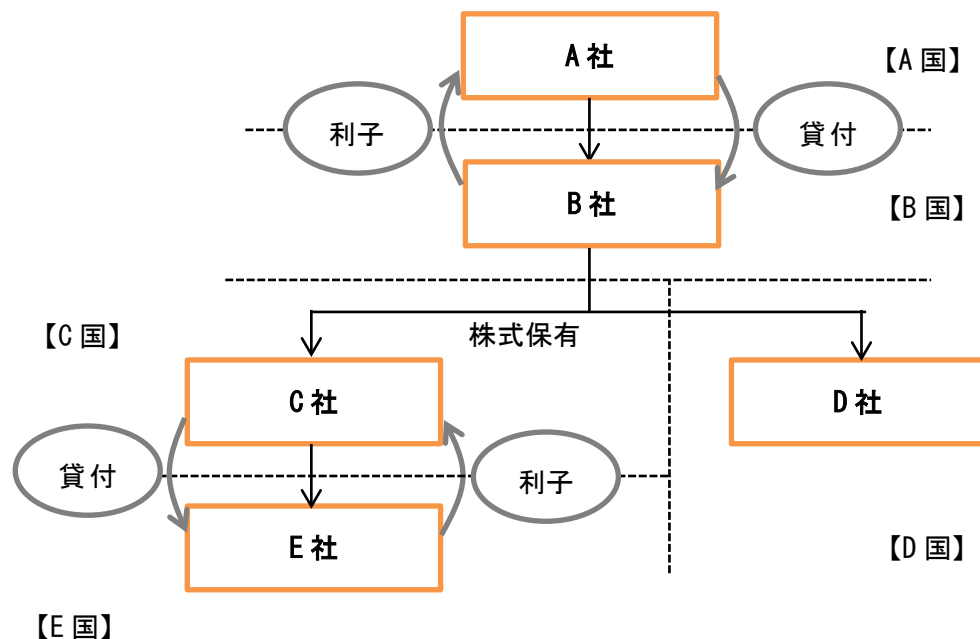 A社
【A国】
利子
貸付
B社
【B国】
【C国】
株式保有
C社
D社
貸付
利子
E社
【D国】
【E国】